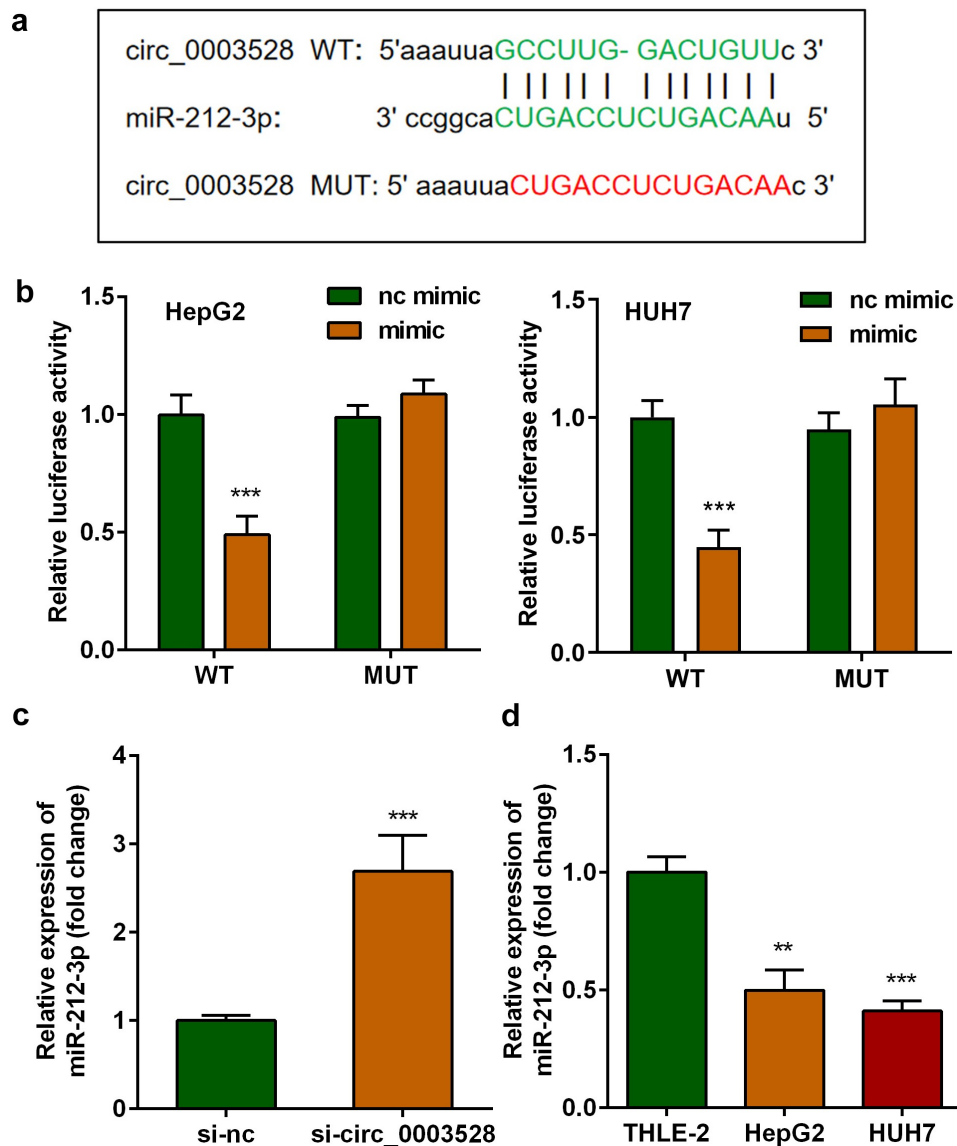 a
circ_0003528 WT: 5'aaauuaGCCUUG- GACUGUUc 3'
miR-212-3p: 3' ccggcaCUGACCUCUGACAAu 5'
circ_0003528 MUT: 5' aaauuaCUGACCUCUGACAAc 3'
b
HepG2
nc mimic
mimic
Relative luciferase activity
1.5
1.0
0.5
0.0
***
WT
MUT
HUH7
nc mimic
mimic
Relative luciferase activity
1.5
1.0
0.5
0.0
***
WT
MUT
c
Relative expression of
miR-212-3p (fold change)
4
3
2
1
0
***
si-nc
si-circ_0003528
d
Relative expression of
miR-212-3p (fold change)
1.5
1.0
0.5
0.0
**
***
THLE-2
HepG2
HUH7